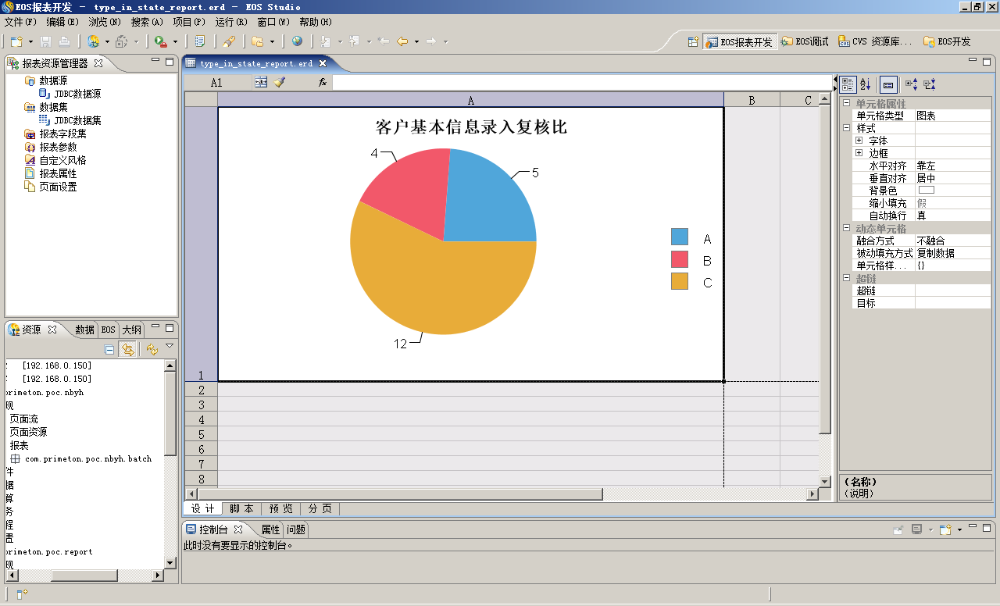 EOS报表开发 － type_in_state_report.erd － EOS Studio
文件(F) 编辑(E) 浏览(N) 搜索(A) 项目(P) 运行(R) 窗口(W) 帮助(H)
EOS报表开发 EOS调试 CVS 资源库... EOS开发
报表资源管理器
数据源
JDBC数据源
数据集
JDBC数据集
报表字段集
报表参数
自定义风格
报表属性
页面设置
type_in_state_report.erd
A1 fx
A B C
1
2
3
4
5
6
7
8
客户基本信息录入复核比
4
5
12
A
B
C
设计 脚本 预览 分页
单元格属性
单元格类型 图表
样式
字体
边框
水平对齐 靠左
垂直对齐 居中
背景色
缩小填充 假
自动换行 真
动态单元格
融合方式 不融合
被动填充方式 复制数据
单元格样... {}
超链
超链
目标
(名称)
(说明)
资源 数据 EOS 大纲
[192.168.0.150]
[192.168.0.150]
primeton.poc.nbyh
现
页面流
页面资源
报表
com.primeton.poc.nbyh.batch
件
据
算
务
程
置
primeton.poc.report
现
控制台 属性 问题
此时没有要显示的控制台。